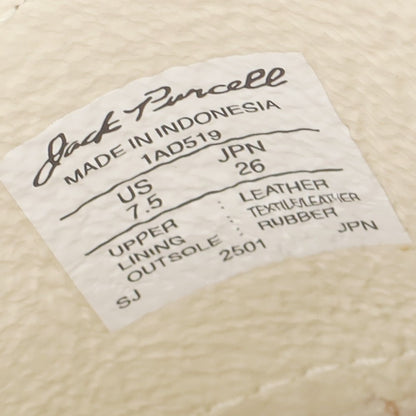 Jack Purcell
MADE IN INDONESIA
1AD519
US JPN
7.5 26
UPPER : LEATHER
LINING : TEXTILE/LEATHER
OUTSOLE : RUBBER
SJ 2501 JPN